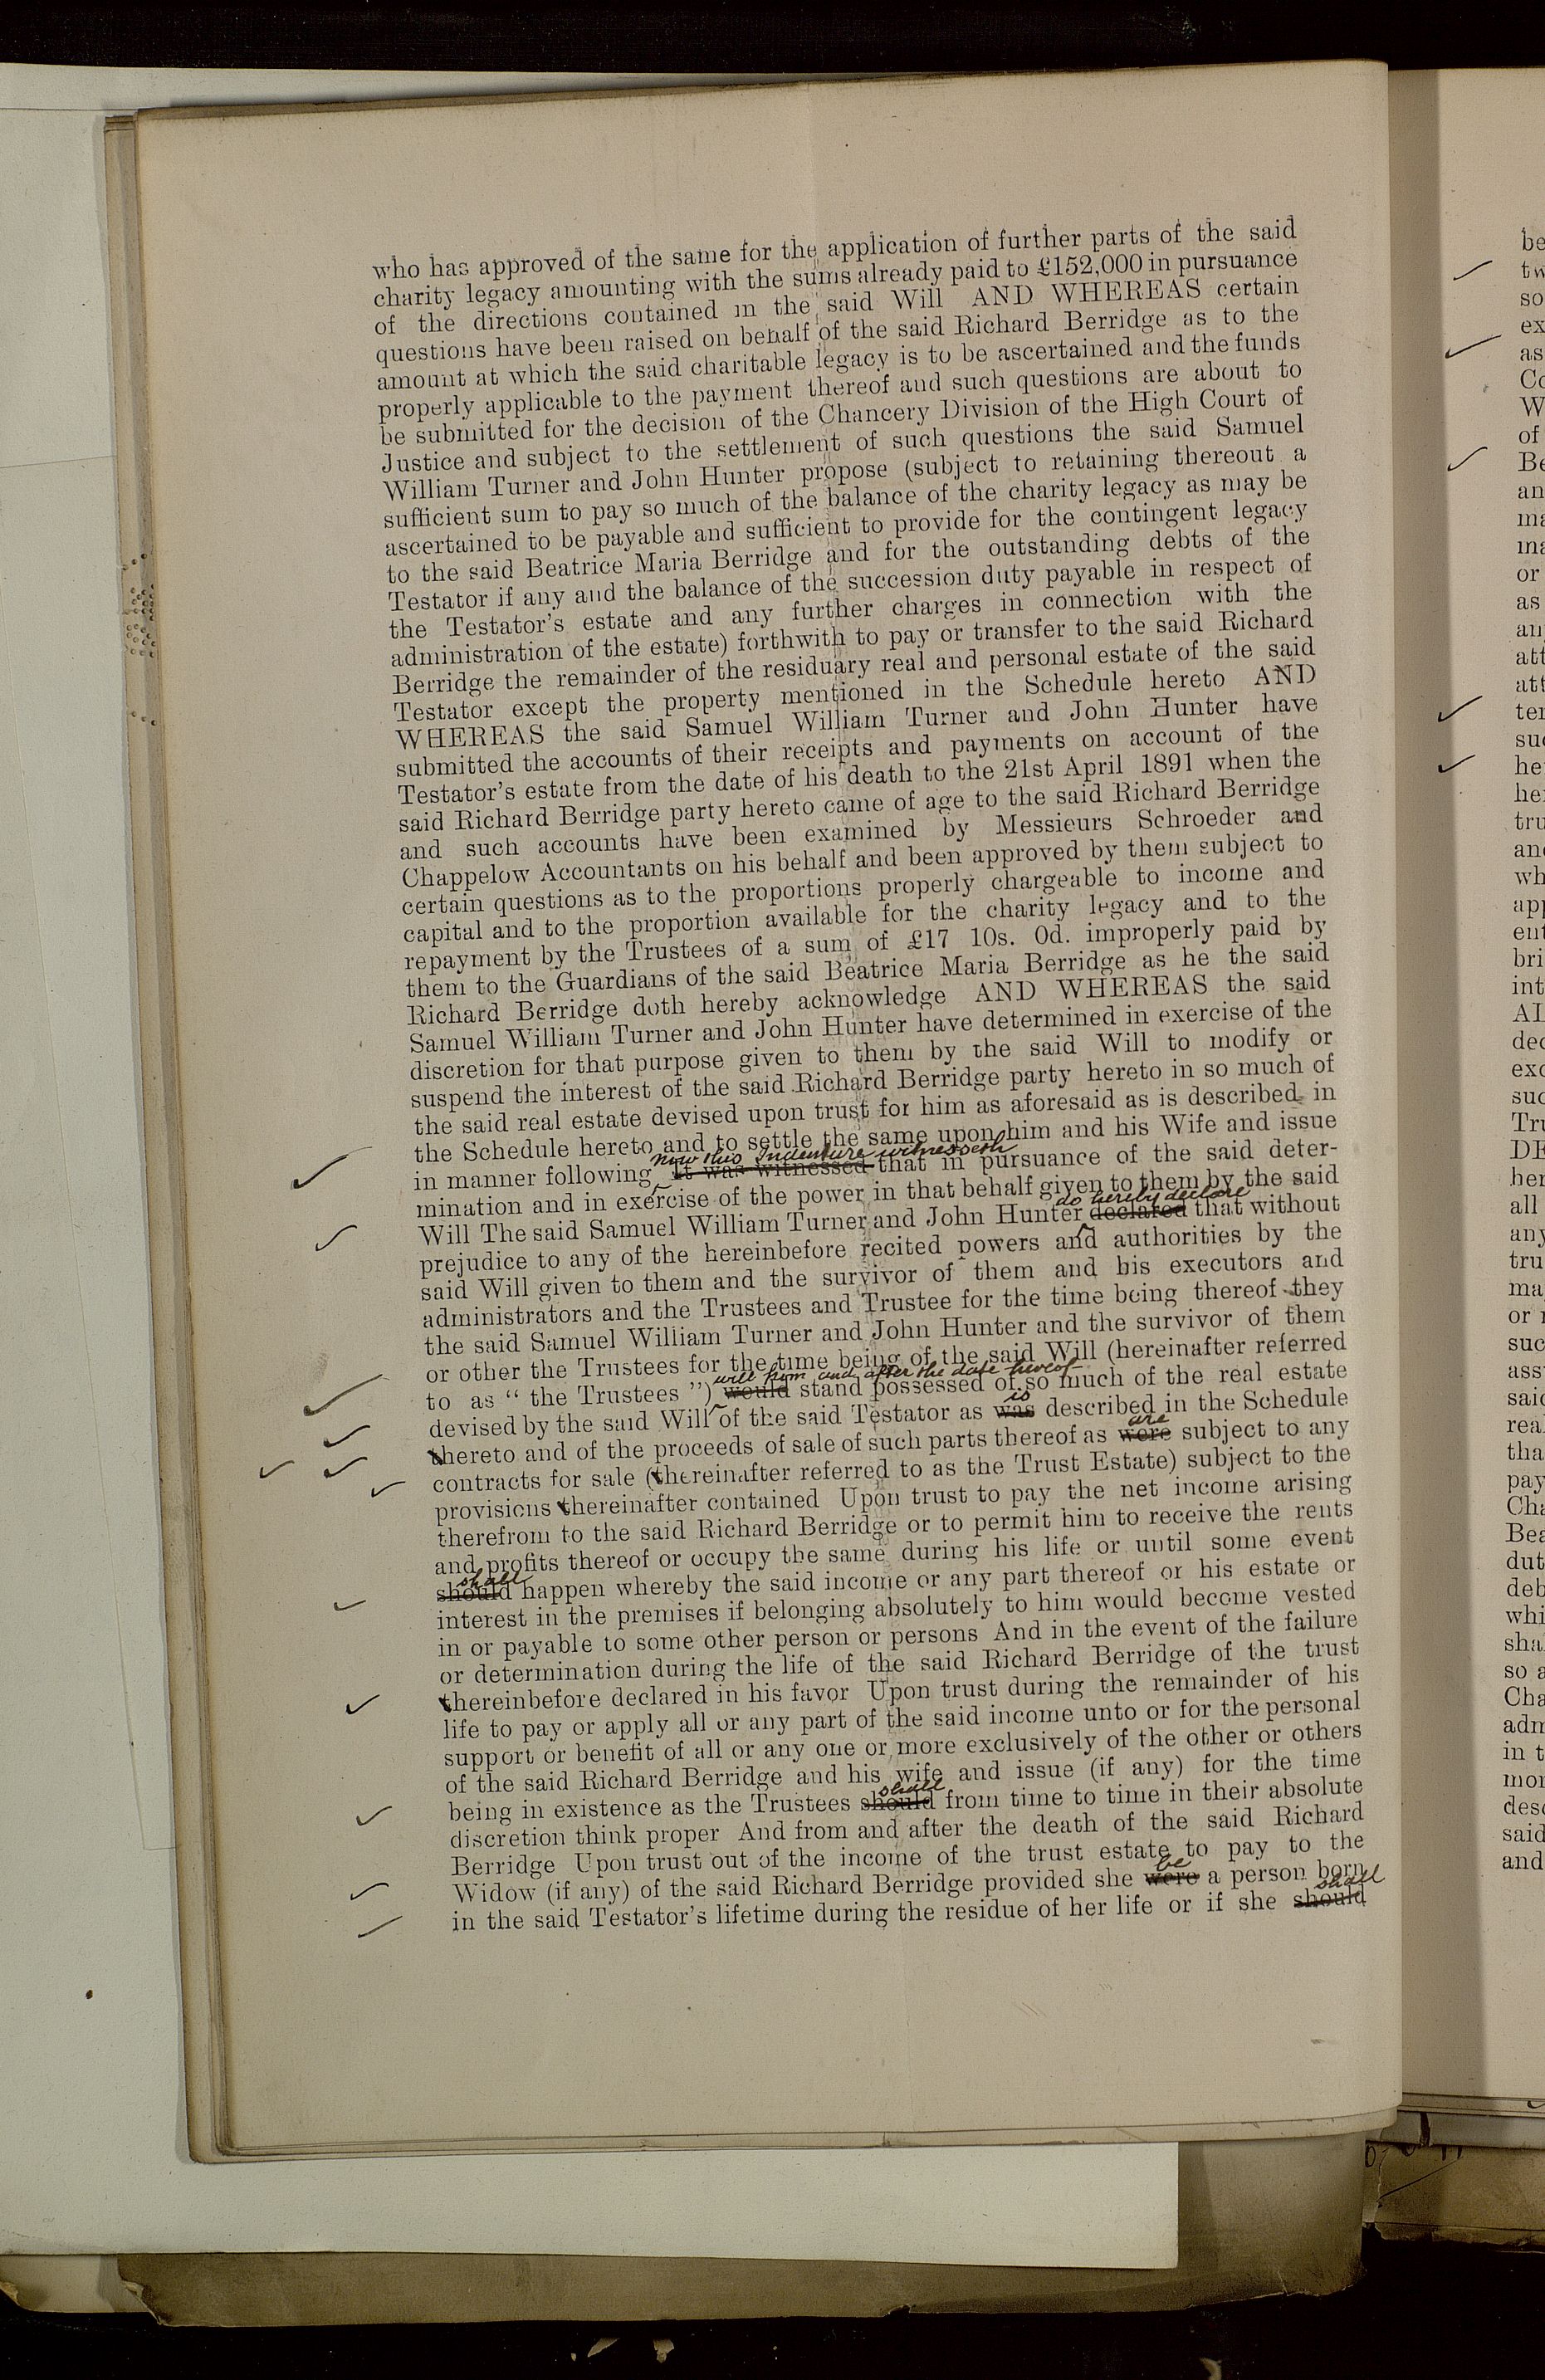 who has approved of the same for the application of further parts of the said
charity legacy amounting with the sums already paid to £152,000 in pursuance
of the directions contained in the said Will AND WHEREAS certain
questions have been raised on behalf of the said Richard Berridge as to the
amount at which the said charitable legacy is to be ascertained and the funds
properly applicable to the payment thereof and such questions are about to
be submitted for the decision of the Chancery Division of the High Court of
Justice and subject to the settlement of such questions the said Samuel
William Turner and John Hunter propose (subject to retaining thereout a
sufficient sum to pay so much of the balance of the charity legacy as may be
ascertained to be payable and sufficient to provide for the contingent legacy
to the said Beatrice Maria Berridge and for the outstanding debts of the
Testator if any and the balance of the succession duty payable in respect of
the Testator's estate and any further charges in connection with the
administration of the estate) forthwith to pay or transfer to the said Richard
Berridge the remainder of the residuary real and personal estate of the said
Testator except the property mentioned in the Schedule hereto AND
WHEREAS the said Samuel William Turner and John Hunter have
submitted the accounts of their receipts and payments on account of the
Testator's estate from the date of his death to the 21st April 1891 when the
said Richard Berridge party hereto came of age to the said Richard Berridge
and such accounts have been examined by Messieurs Schroeder and
Chappelow Accountants on his behalf and been approved by them subject to
certain questions as to the proportions properly chargeable to income and
capital and to the proportion available for the charity legacy and to the
repayment by the Trustees of a sum of £17 10s. 0d. improperly paid by
them to the Guardians of the said Beatrice Maria Berridge as he the said
Richard Berridge doth hereby acknowledge AND WHEREAS the said
Samuel William Turner and John Hunter have determined in exercise of the
discretion for that purpose given to them by the said Will to modify or
suspend the interest of the said Richard Berridge party hereto in so much of
the said real estate devised upon trust for him as aforesaid as is described in
the Schedule hereto and to settle the same upon him and his Wife and issue
now this Indenture witnesseth
in manner following It was witnessed that in pursuance of the said deter-
mination and in exercise of the power in that behalf given to them by the said
do hereby declare
Will The said Samuel William Turner and John Hunter declared that without
prejudice to any of the hereinbefore recited powers and authorities by the
said Will given to them and the survivor of them and his executors and
administrators and the Trustees and Trustee for the time being thereof they
the said Samuel William Turner and John Hunter and the survivor of them
or other the Trustees for the time being of the said Will (hereinafter referred
will from and after the date hereof
to as "the Trustees") would stand possessed of so much of the real estate
is
devised by the said Will of the said Testator as was described in the Schedule
are
thereto and of the proceeds of sale of such parts thereof as were subject to any
contracts for sale (thereinafter referred to as the Trust Estate) subject to the
provisions thereinafter contained Upon trust to pay the net income arising
therefrom to the said Richard Berridge or to permit him to receive the rents
and profits thereof or occupy the same during his life or until some event
shall
should happen whereby the said income or any part thereof or his estate or
interest in the premises if belonging absolutely to him would become vested
in or payable to some other person or persons And in the event of the failure
or determination during the life of the said Richard Berridge of the trust
thereinbefore declared in his favor Upon trust during the remainder of his
life to pay or apply all or any part of the said income unto or for the personal
support or benefit of all or any one or more exclusively of the other or others
of the said Richard Berridge and his wife and issue (if any) for the time
shall
being in existence as the Trustees should from time to time in their absolute
discretion think proper And from and after the death of the said Richard
Berridge Upon trust out of the income of the trust estate to pay to the
be
Widow (if any) of the said Richard Berridge provided she were a person born
shall
in the said Testator's lifetime during the residue of her life or if she should